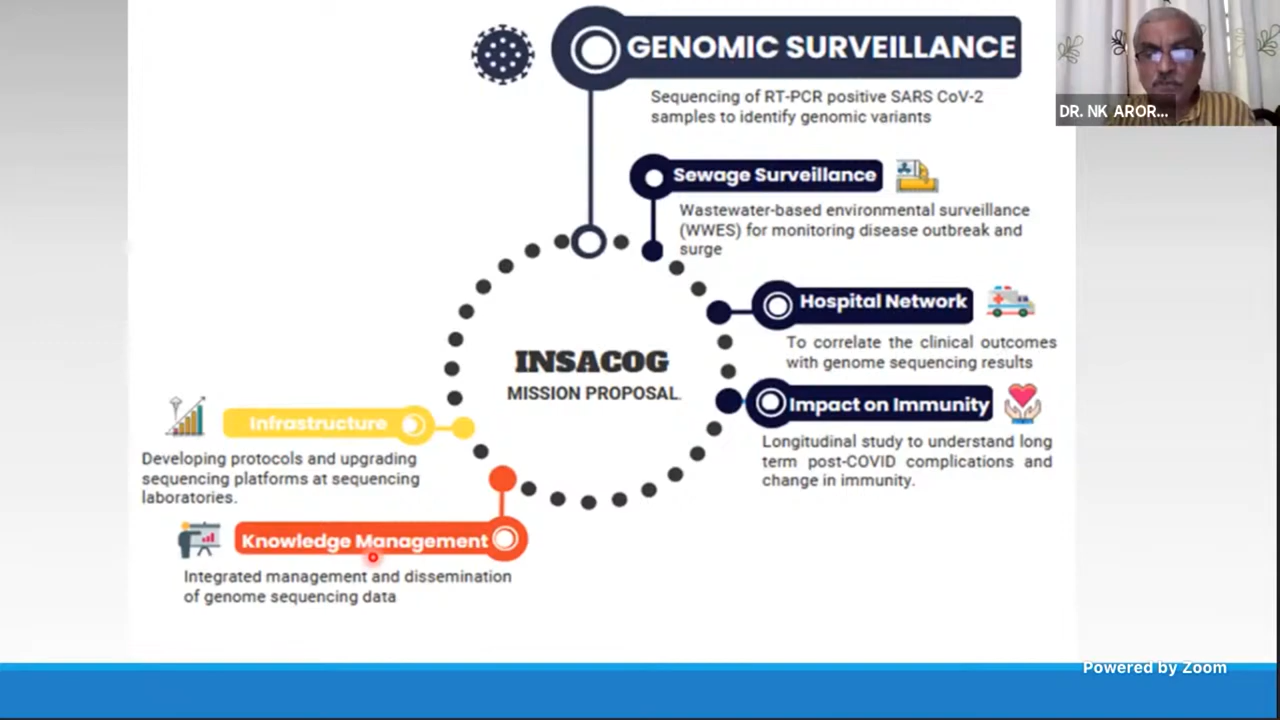 GENOMIC SURVEILLANCE
Sequencing of RT-PCR positive SARS CoV-2
samples to identify genomic variants
DR. NK AROR...
Sewage Surveillance
Wastewater-based environmental surveillance
(WWES) for monitoring disease outbreak and
surge
Hospital Network
To correlate the clinical outcomes
with genome sequencing results
INSACOG
MISSION PROPOSAL.
Impact on Immunity
Longitudinal study to understand long
term post-COVID complications and
change in immunity.
Infrastructure
Developing protocols and upgrading
sequencing platforms at sequencing
laboratories.
Knowledge Management
Integrated management and dissemination
of genome sequencing data
Powered by Zoom